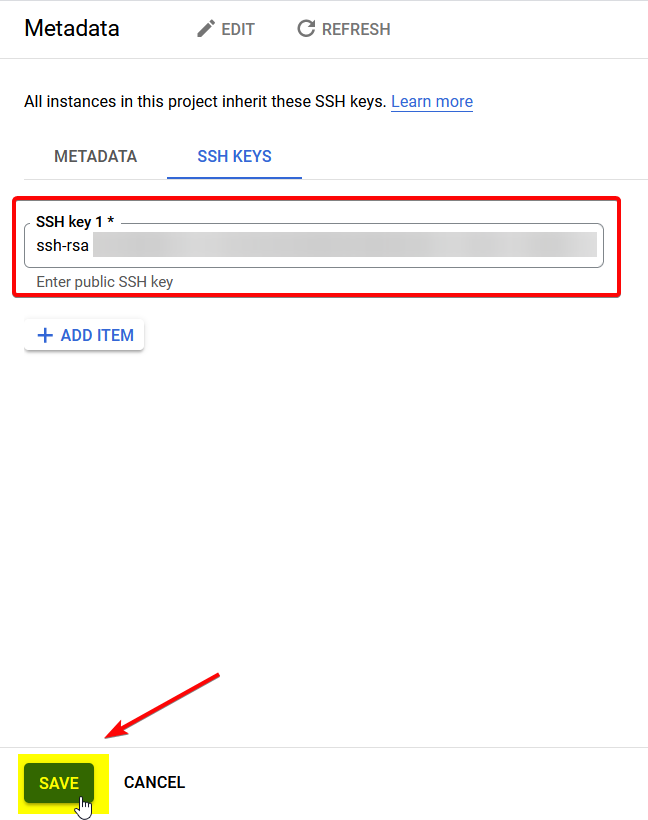 Metadata
EDIT
REFRESH
All instances in this project inherit these SSH keys. Learn more
METADATA
SSH KEYS
SSH key 1 *
ssh-rsa
Enter public SSH key
+ ADD ITEM
SAVE
CANCEL